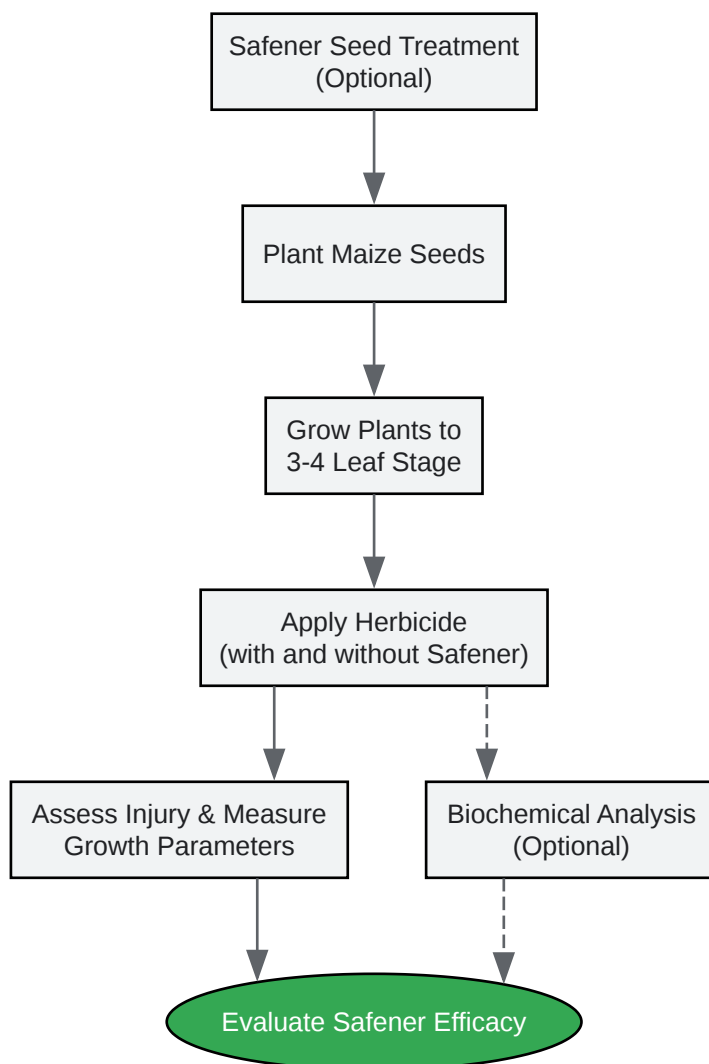 Safener Seed Treatment
(Optional)
Plant Maize Seeds
Grow Plants to
3-4 Leaf Stage
Apply Herbicide
(with and without Safener)
Assess Injury & Measure
Growth Parameters
Biochemical Analysis
(Optional)
Evaluate Safener Efficacy